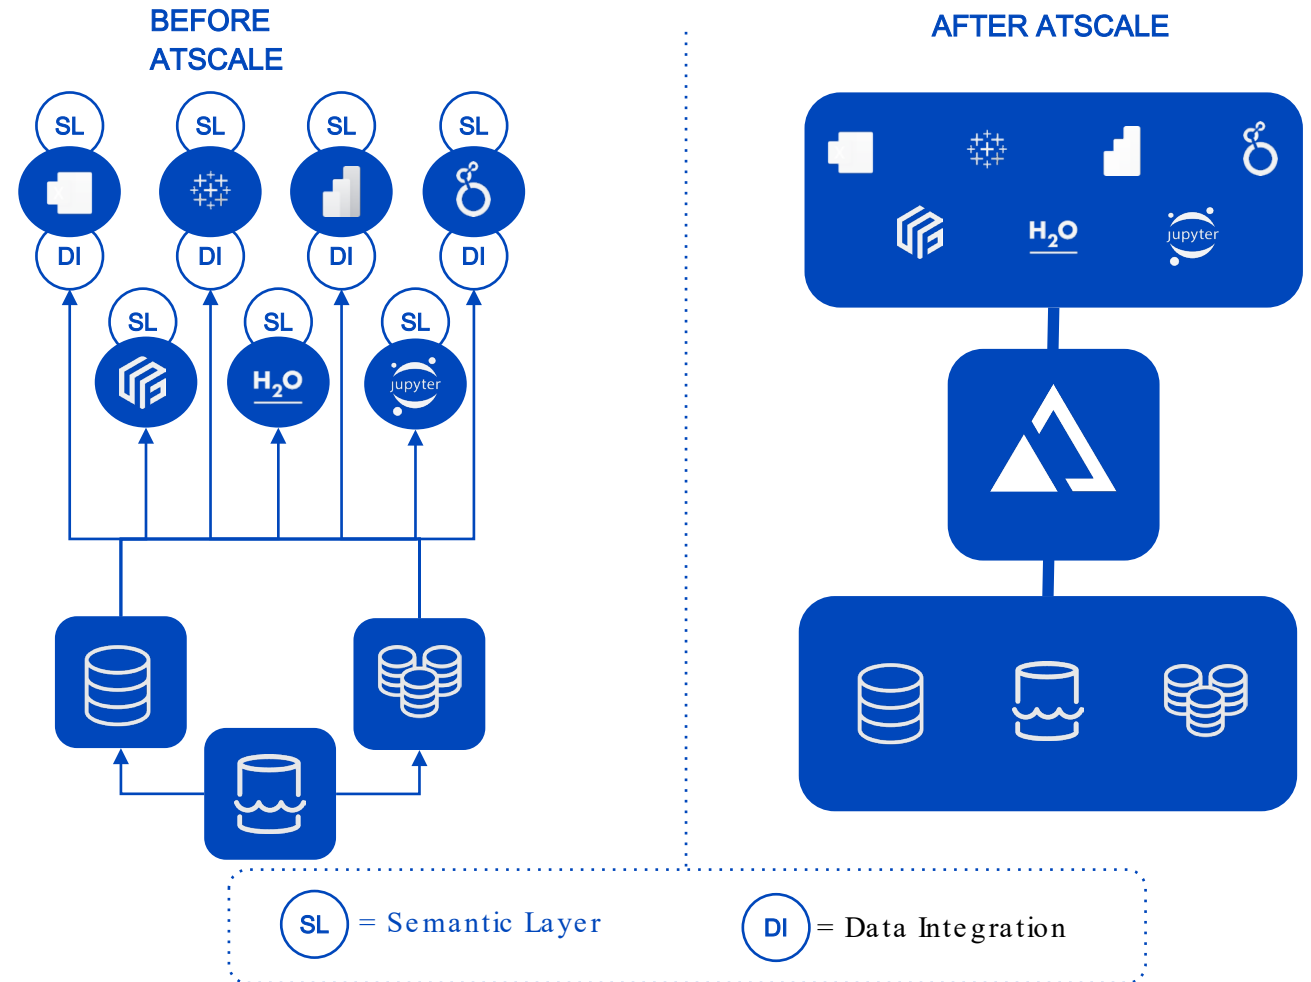 BEFORE
ATSCALE
AFTER ATSCALE
SL
SL
SL
SL
DI
DI
DI
DI
SL
SL
SL
H2O
jupyter
H2O
jupyter
SL = Semantic Layer
DI = Data Integration